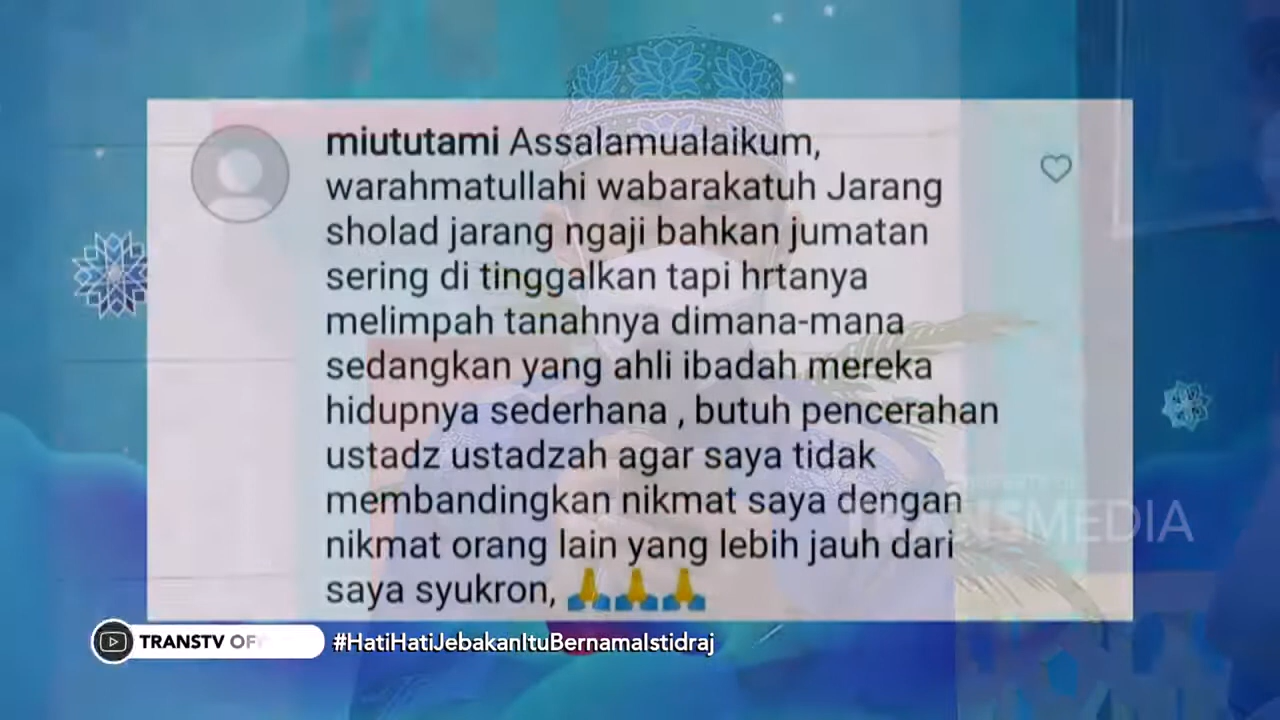 miututami Assalamualaikum,
warahmatullahi wabarakatuh Jarang
sholad jarang ngaji bahkan jumatan
sering di tinggalkan tapi hrtanya
melimpah tanahnya dimana-mana
sedangkan yang ahli ibadah mereka
hidupnya sederhana , butuh pencerahan
ustadz ustadzah agar saya tidak
membandingkan nikmat saya dengan
nikmat orang lain yang lebih jauh dari
saya syukron, 🙏🙏🙏
TRANSMEDIA
TRANSTV OF
#HatiHatiJebakanItuBernamaIstidraj